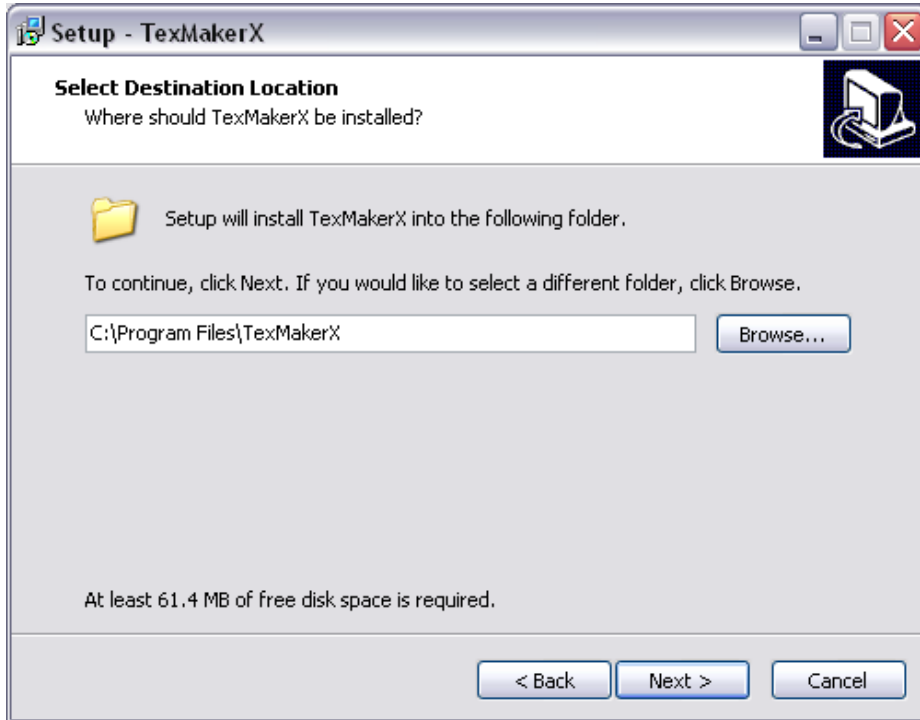 Setup - TexMakerX
Select Destination Location
Where should TexMakerX be installed?
Setup will install TexMakerX into the following folder.
To continue, click Next. If you would like to select a different folder, click Browse.
C:\Program Files\TexMakerX
Browse...
At least 61.4 MB of free disk space is required.
< Back
Next >
Cancel